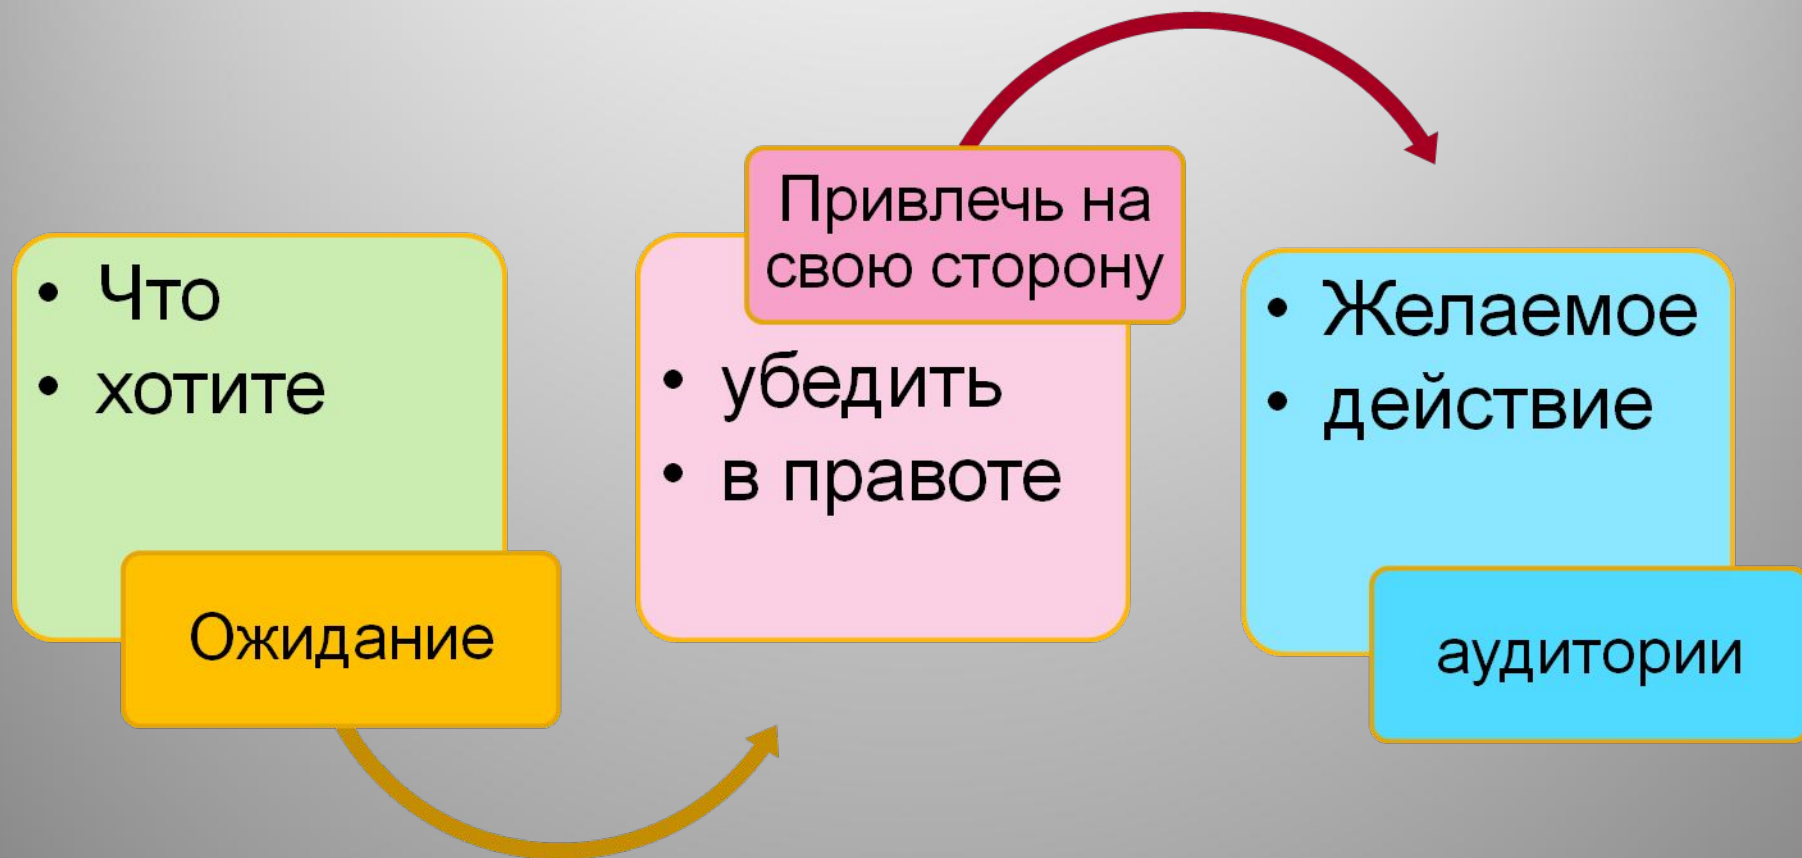 • Что
• хотите
Ожидание
Привлечь на
свою сторону
• убедить
• в правоте
• Желаемое
• действие
аудитории